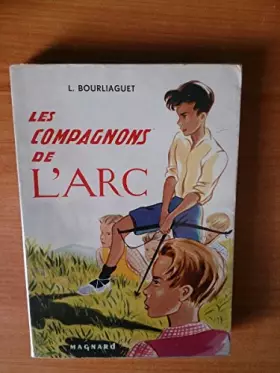 L. BOURLIAGUET
LES
COMPAGNONS
DE
L'ARC
MAGNARD